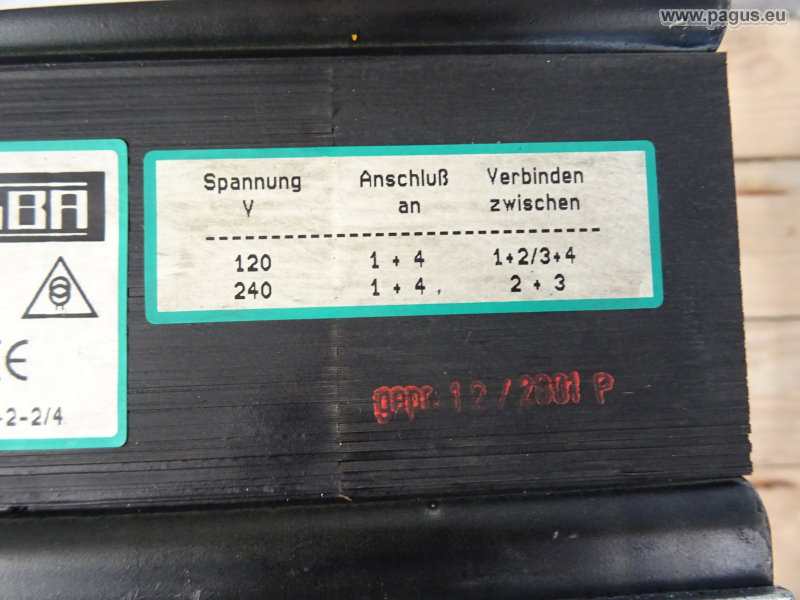 www.pagus.eu
BA
-2-2/4
Spannung Anschluß Verbinden
V an zwischen
--------------------------------
120 1 + 4 1+2/3+4
240 1 + 4 2 + 3
gepr. 12/2001 P